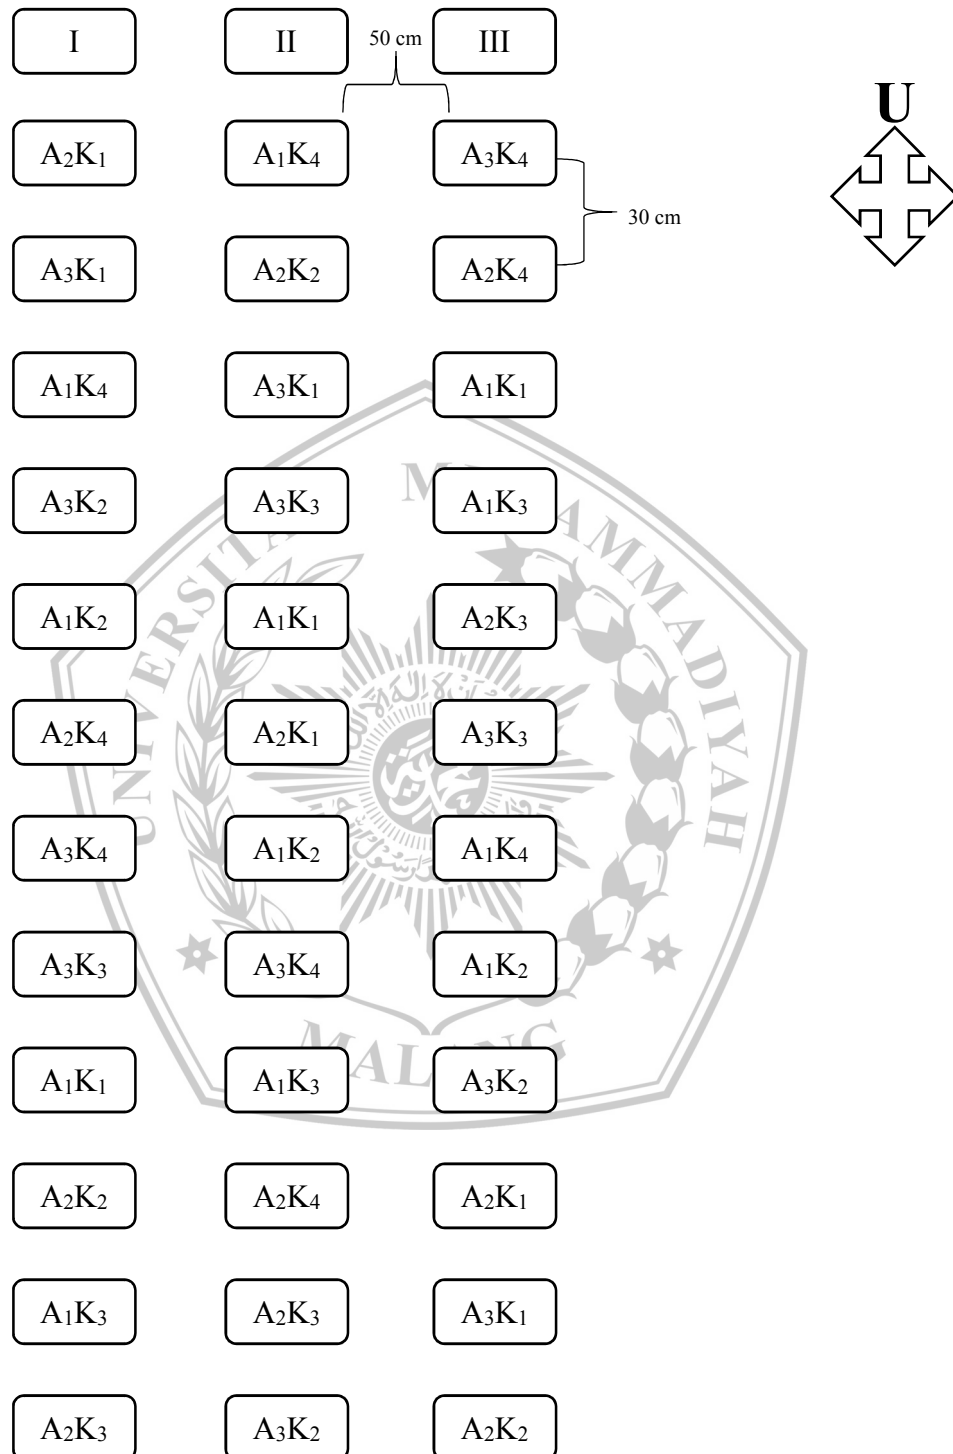 I II 50 cm III
U
A₂K₁ A₁K₄ A₃K₄
30 cm
A₃K₁ A₂K₂ A₂K₄
A₁K₄ A₃K₁ A₁K₁
A₃K₂ A₃K₃ A₁K₃
A₁K₂ A₁K₁ A₂K₃
A₂K₄ A₂K₁ A₃K₃
A₃K₄ A₁K₂ A₁K₄
A₃K₃ A₃K₄ A₁K₂
A₁K₁ A₁K₃ A₃K₂
A₂K₂ A₂K₄ A₂K₁
A₁K₃ A₂K₃ A₃K₁
A₂K₃ A₃K₂ A₂K₂